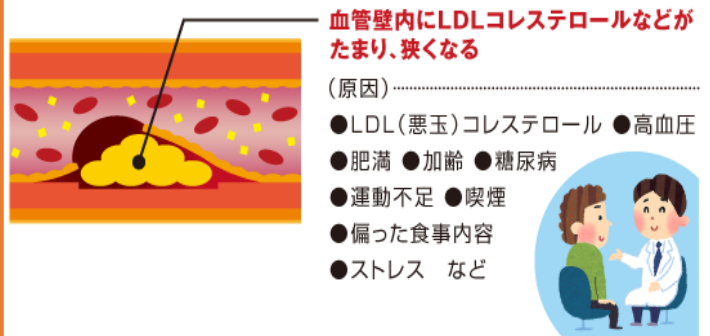 血管壁内にLDLコレステロールなどが
たまり、狭くなる
(原因)
●LDL(悪玉)コレステロール ●高血圧
●肥満 ●加齢 ●糖尿病
●運動不足 ●喫煙
●偏った食事内容
●ストレス など